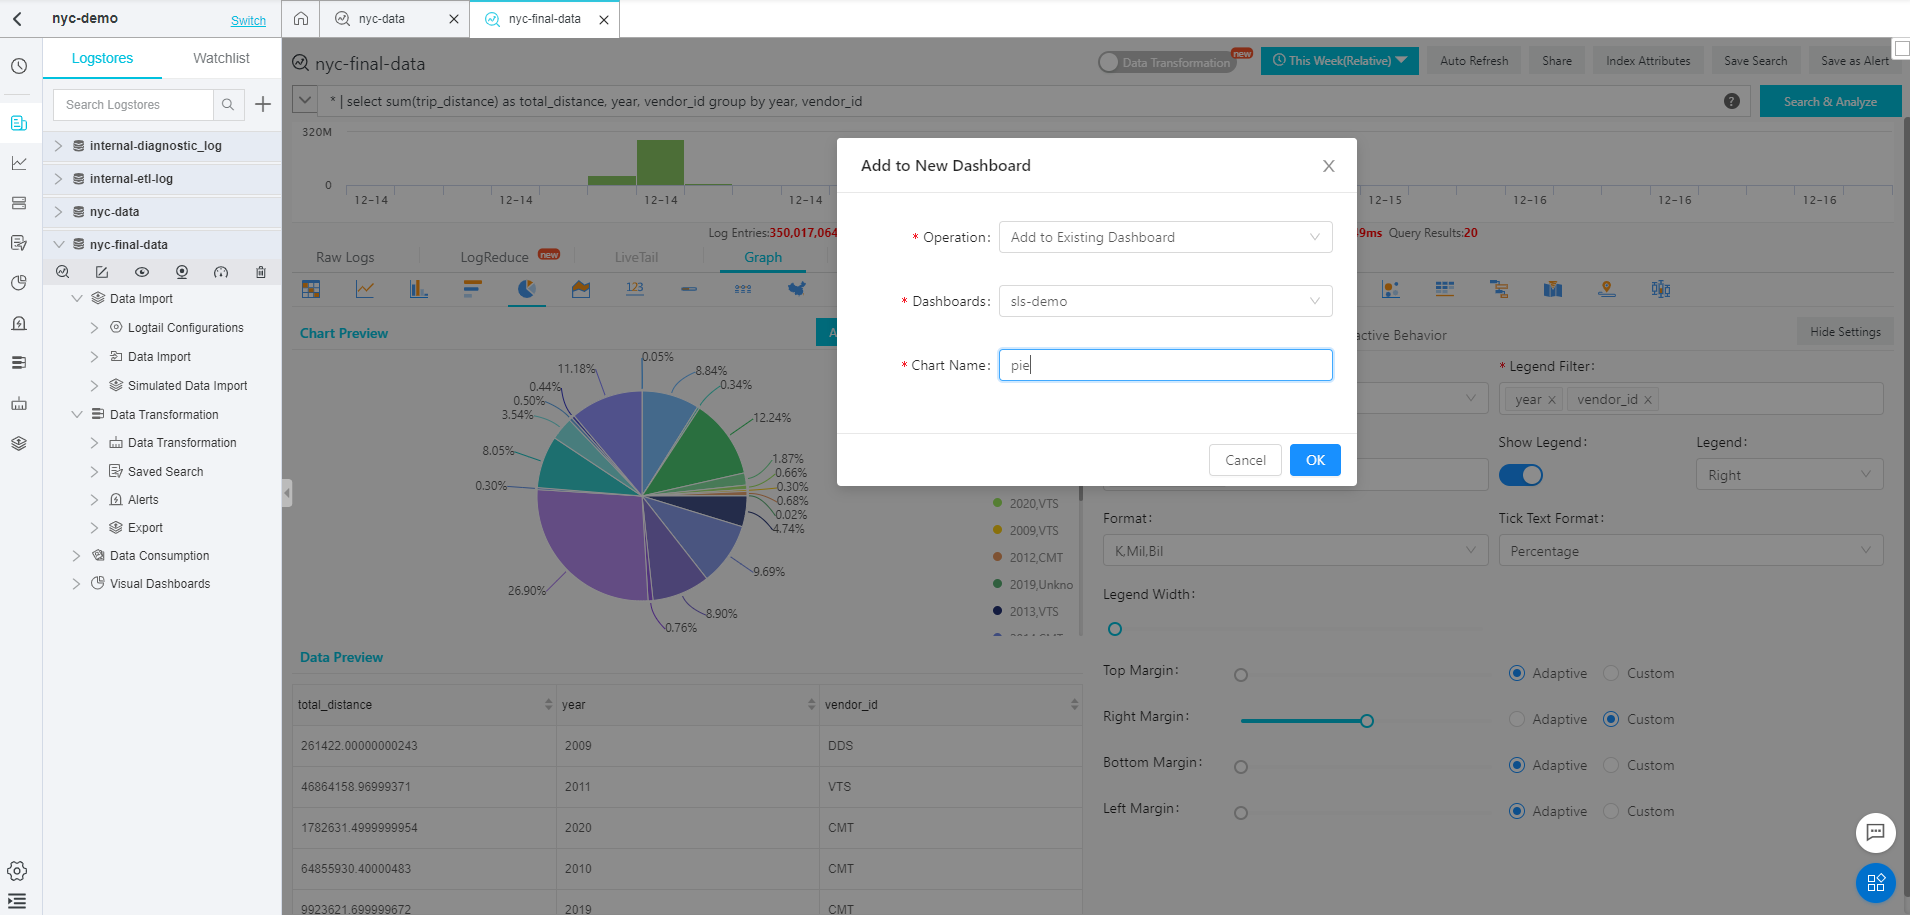 nyc-demo
Switch
nyc-data
nyc-final-data
Logstores
Watchlist
Search Logstores
internal-diagnostic_log
internal-etl-log
nyc-data
nyc-final-data
Data Import
Logtail Configurations
Data Import
Simulated Data Import
Data Transformation
Data Transformation
Saved Search
Alerts
Export
Data Consumption
Visual Dashboards
nyc-final-data
Data Transformation
new
This Week(Relative)
Auto Refresh
Share
Index Attributes
Save Search
Save as Alert
* | select sum(trip_distance) as total_distance, year, vendor_id group by year, vendor_id
?
Search & Analyze
320M
0
12-14
12-14
12-14
12-14
12-15
12-16
12-16
12-16
Log Entries:350,017,064
9ms Query Results:20
Raw Logs
LogReduce
new
LiveTail
Graph
123
Chart Preview
A
active Behavior
Hide Settings
0.05%
8.84%
0.34%
12.24%
1.87%
0.66%
0.30%
0.68%
0.02%
4.74%
9.69%
8.90%
0.76%
26.90%
0.30%
8.05%
3.54%
0.50%
0.44%
11.18%
2020,VTS
2009,VTS
2012,CMT
2019,Unkno
2013,VTS
2014,CMT
Add to New Dashboard
* Operation:
Add to Existing Dashboard
* Dashboards:
sls-demo
* Chart Name:
pie
Cancel
OK
* Legend Filter:
year ×
vendor_id ×
Show Legend:
Legend:
Right
Format:
K,Mil,Bil
Tick Text Format:
Percentage
Legend Width:
Top Margin:
Adaptive
Custom
Right Margin:
Adaptive
Custom
Bottom Margin:
Adaptive
Custom
Left Margin:
Adaptive
Custom
Data Preview
total_distance
year
vendor_id
261422.00000000243
2009
DDS
46864158.96999371
2011
VTS
1782631.4999999954
2020
CMT
64855930.40000483
2010
CMT
9923621.699999672
2019
CMT